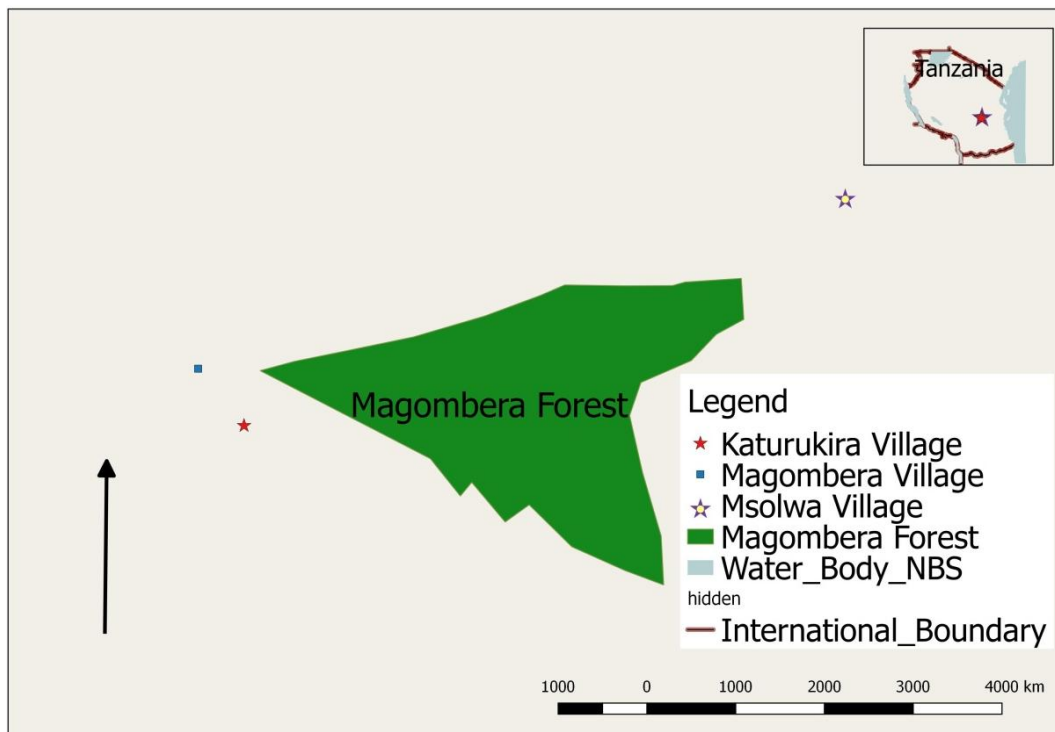 Tanzania
Magombera Forest
Legend
Katurukira Village
Magombera Village
Msolwa Village
Magombera Forest
Water_Body_NBS
hidden
International_Boundary
1000 0 1000 2000 3000 4000 km